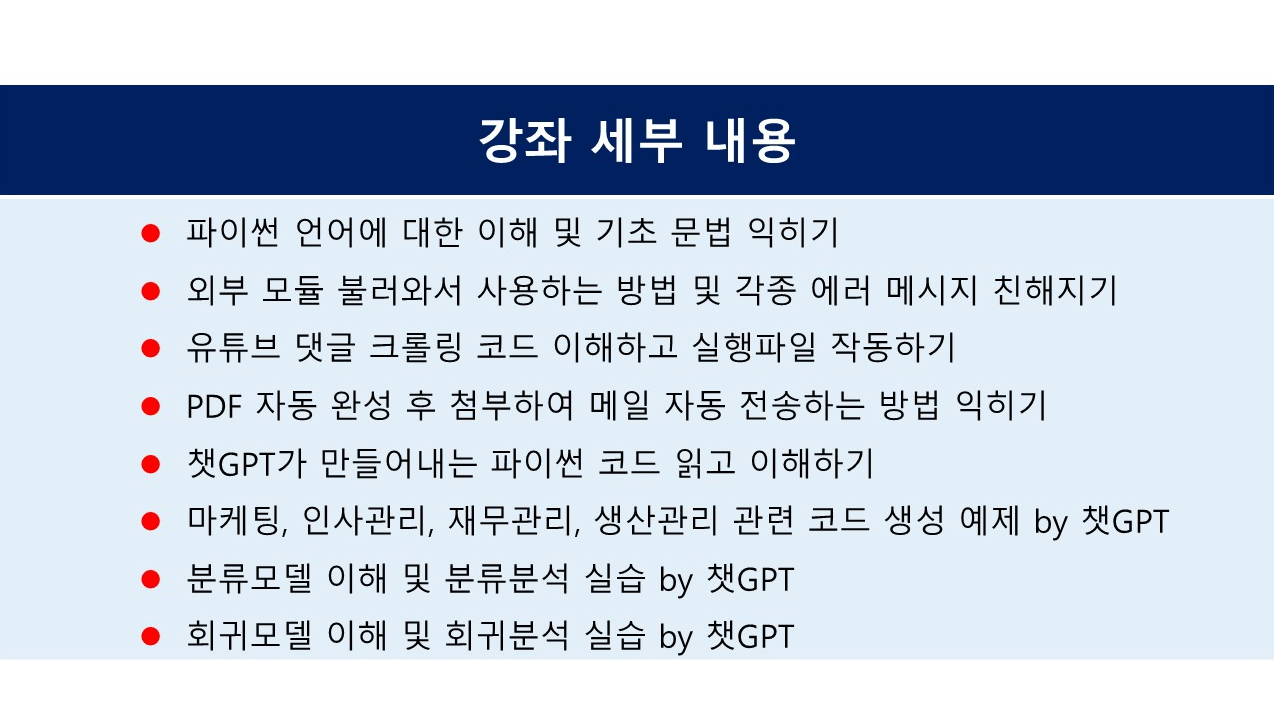 강좌 세부 내용
● 파이썬 언어에 대한 이해 및 기초 문법 익히기
● 외부 모듈 불러와서 사용하는 방법 및 각종 에러 메시지 친해지기
● 유튜브 댓글 크롤링 코드 이해하고 실행파일 작동하기
● PDF 자동 완성 후 첨부하여 메일 자동 전송하는 방법 익히기
● 챗GPT가 만들어내는 파이썬 코드 읽고 이해하기
● 마케팅, 인사관리, 재무관리, 생산관리 관련 코드 생성 예제 by 챗GPT
● 분류모델 이해 및 분류분석 실습 by 챗GPT
● 회귀모델 이해 및 회귀분석 실습 by 챗GPT